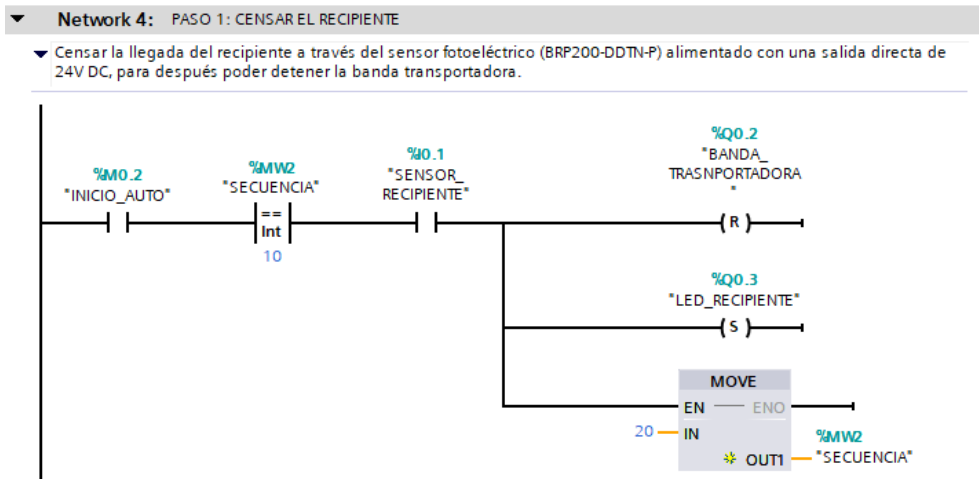 Network 4: PASO 1: CENSAR EL RECIPIENTE
Censar la llegada del recipiente a través del sensor fotoeléctrico (BRP200-DDTN-P) alimentado con una salida directa de
24V DC, para después poder detener la banda transportadora.
%M0.2
"INICIO_AUTO"
%MW2
"SECUENCIA"
==
Int
10
%I0.1
"SENSOR_
RECIPIENTE"
%Q0.2
"BANDA_
TRASNPORTADORA
"
R
%Q0.3
"LED_RECIPIENTE"
S
MOVE
EN ENO
20 IN
%MW2
OUT1 "SECUENCIA"